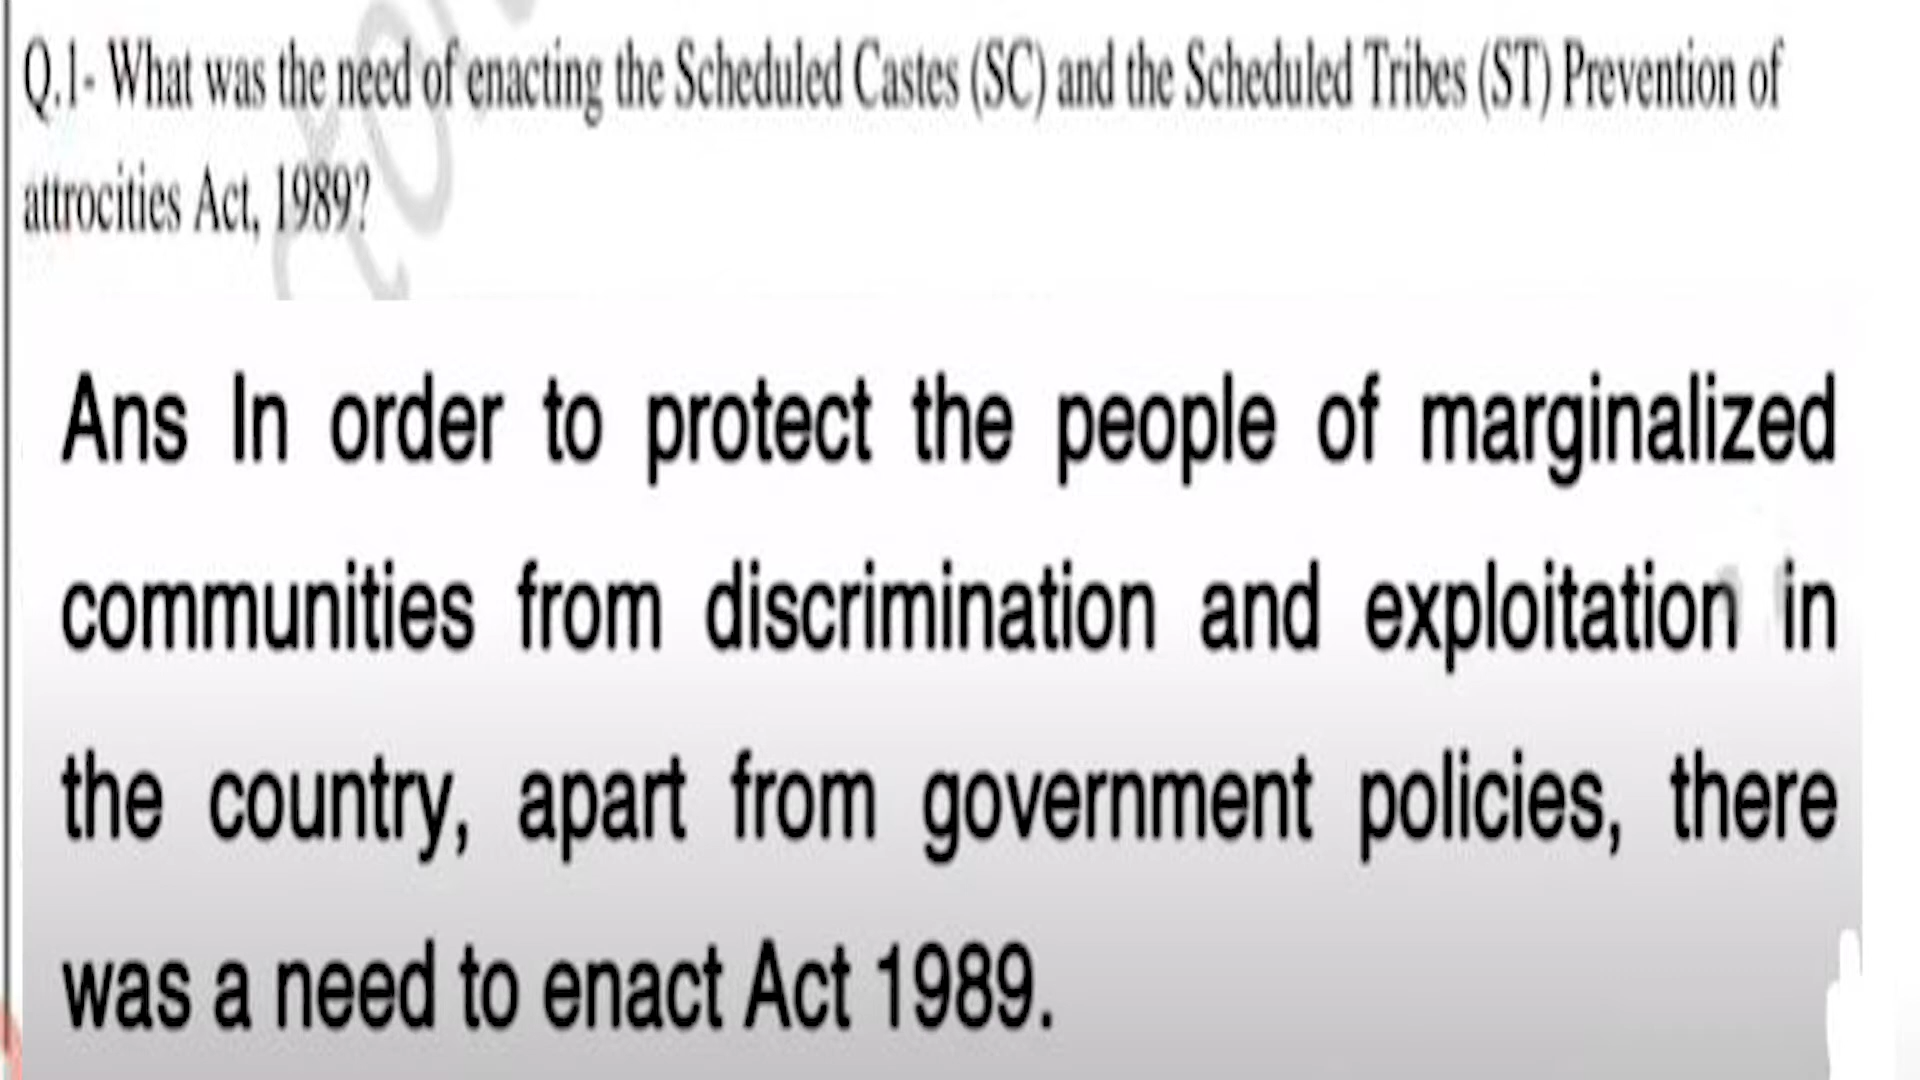 Q.1- What was the need of enacting the Scheduled Castes (SC) and the Scheduled Tribes (ST) Prevention of
attrocities Act, 1989?
Ans In order to protect the people of marginalized
communities from discrimination and exploitation in
the country, apart from government policies, there
was a need to enact Act 1989.